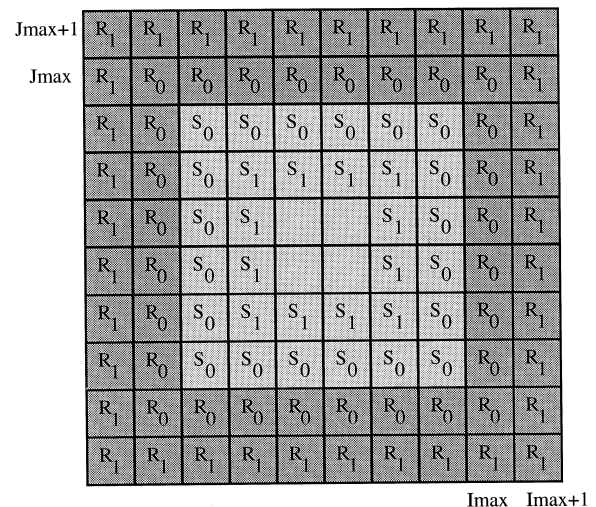 Jmax+1 R₁ R₁ R₁ R₁ R₁ R₁ R₁ R₁ R₁ R₁
Jmax R₁ R₀ R₀ R₀ R₀ R₀ R₀ R₀ R₀ R₁
R₁ R₀ S₀ S₀ S₀ S₀ S₀ S₀ R₀ R₁
R₁ R₀ S₀ S₁ S₁ S₁ S₁ S₀ R₀ R₁
R₁ R₀ S₀ S₁ S₁ S₀ R₀ R₁
R₁ R₀ S₀ S₁ S₁ S₀ R₀ R₁
R₁ R₀ S₀ S₁ S₁ S₁ S₁ S₀ R₀ R₁
R₁ R₀ S₀ S₀ S₀ S₀ S₀ S₀ R₀ R₁
R₁ R₀ R₀ R₀ R₀ R₀ R₀ R₀ R₀ R₁
R₁ R₁ R₁ R₁ R₁ R₁ R₁ R₁ R₁ R₁
Imax Imax+1